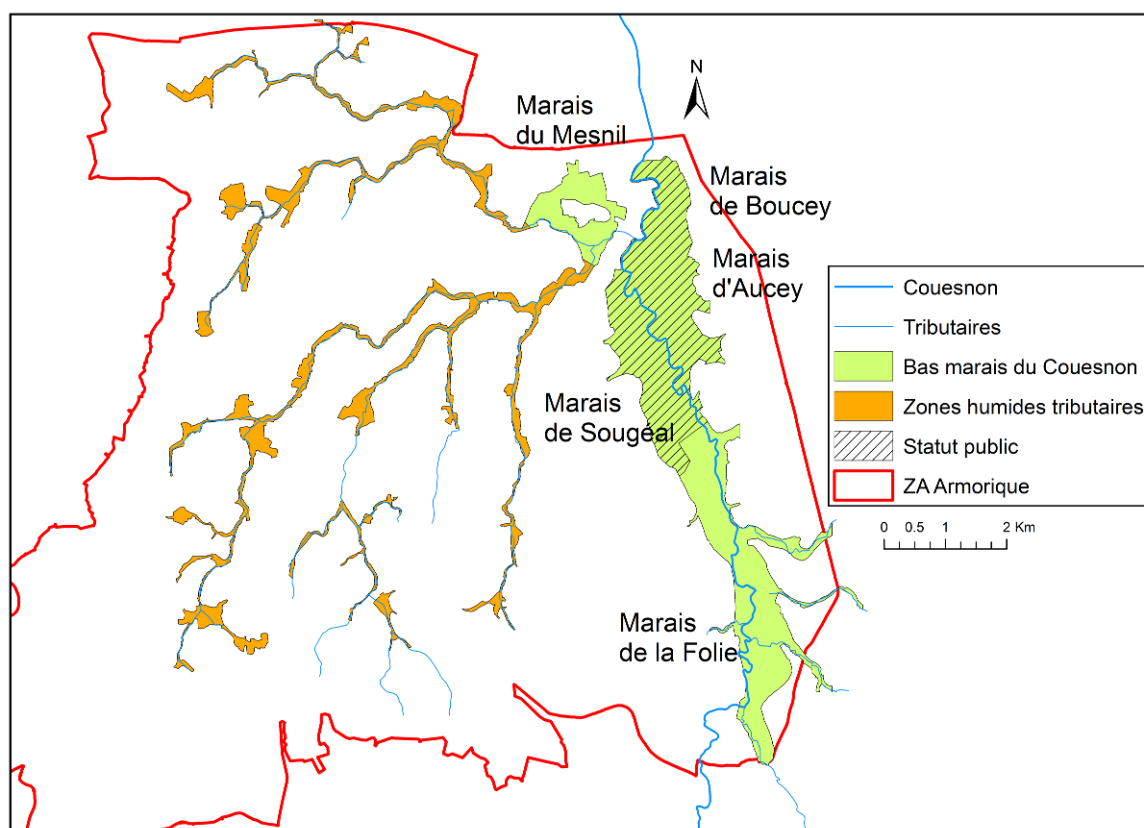 N
Marais
du Mesnil
Marais
de Boucey
Marais
d'Aucey
Marais
de Sougéal
Marais
de la Folie
Couesnon
Tributaires
Bas marais du Couesnon
Zones humides tributaires
Statut public
ZA Armorique
0 0.5 1 2 Km